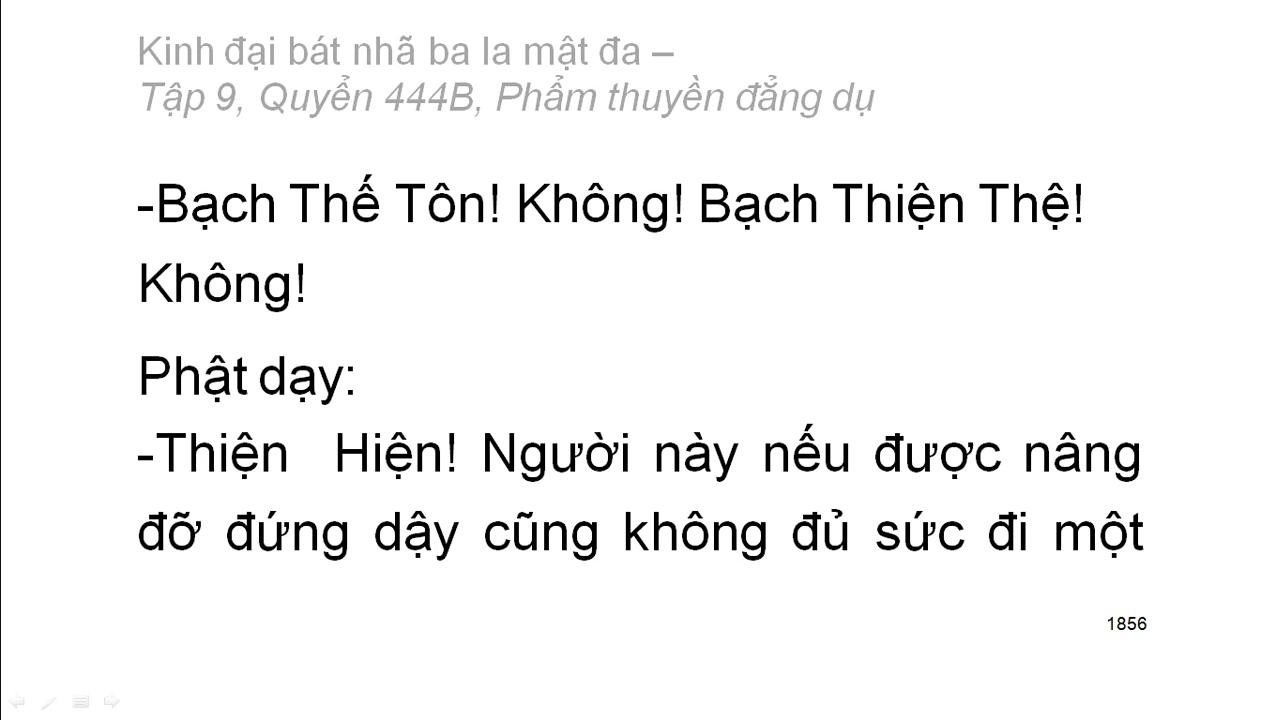 Kinh đại bát nhã ba la mật đa –
Tập 9, Quyển 444B, Phẩm thuyền đẳng dụ
-Bạch Thế Tôn! Không! Bạch Thiện Thệ!
Không!
Phật dạy:
-Thiện Hiện! Người này nếu được nâng
đỡ đứng dậy cũng không đủ sức đi một
1856